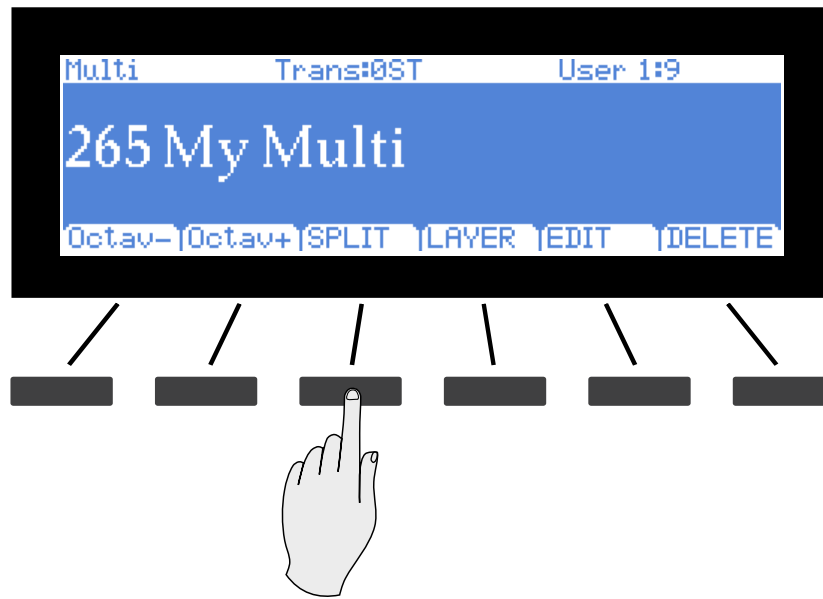 Multi Trans:0ST User 1:9
265 My Multi
Octav- Octav+ SPLIT LAYER EDIT DELETE